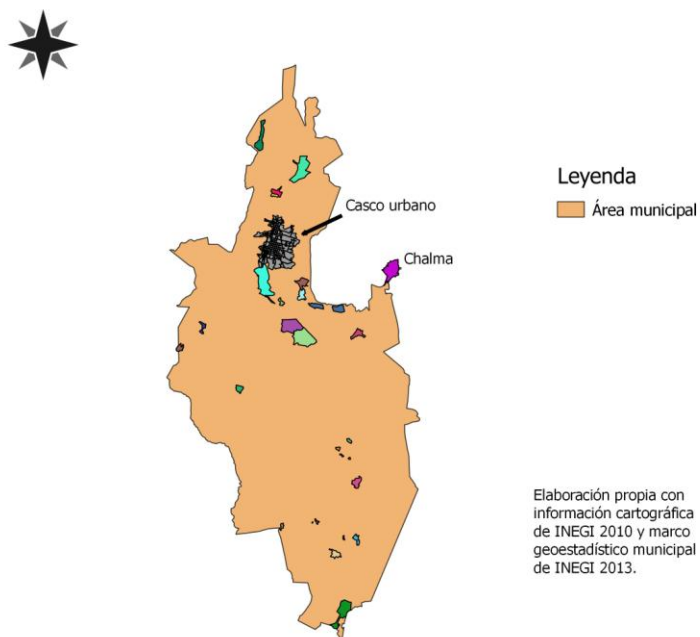 Leyenda
Área municipal
Casco urbano
Chalma
Elaboración propia con
información cartográfica
de INEGI 2010 y marco
geoestadístico municipal
de INEGI 2013.